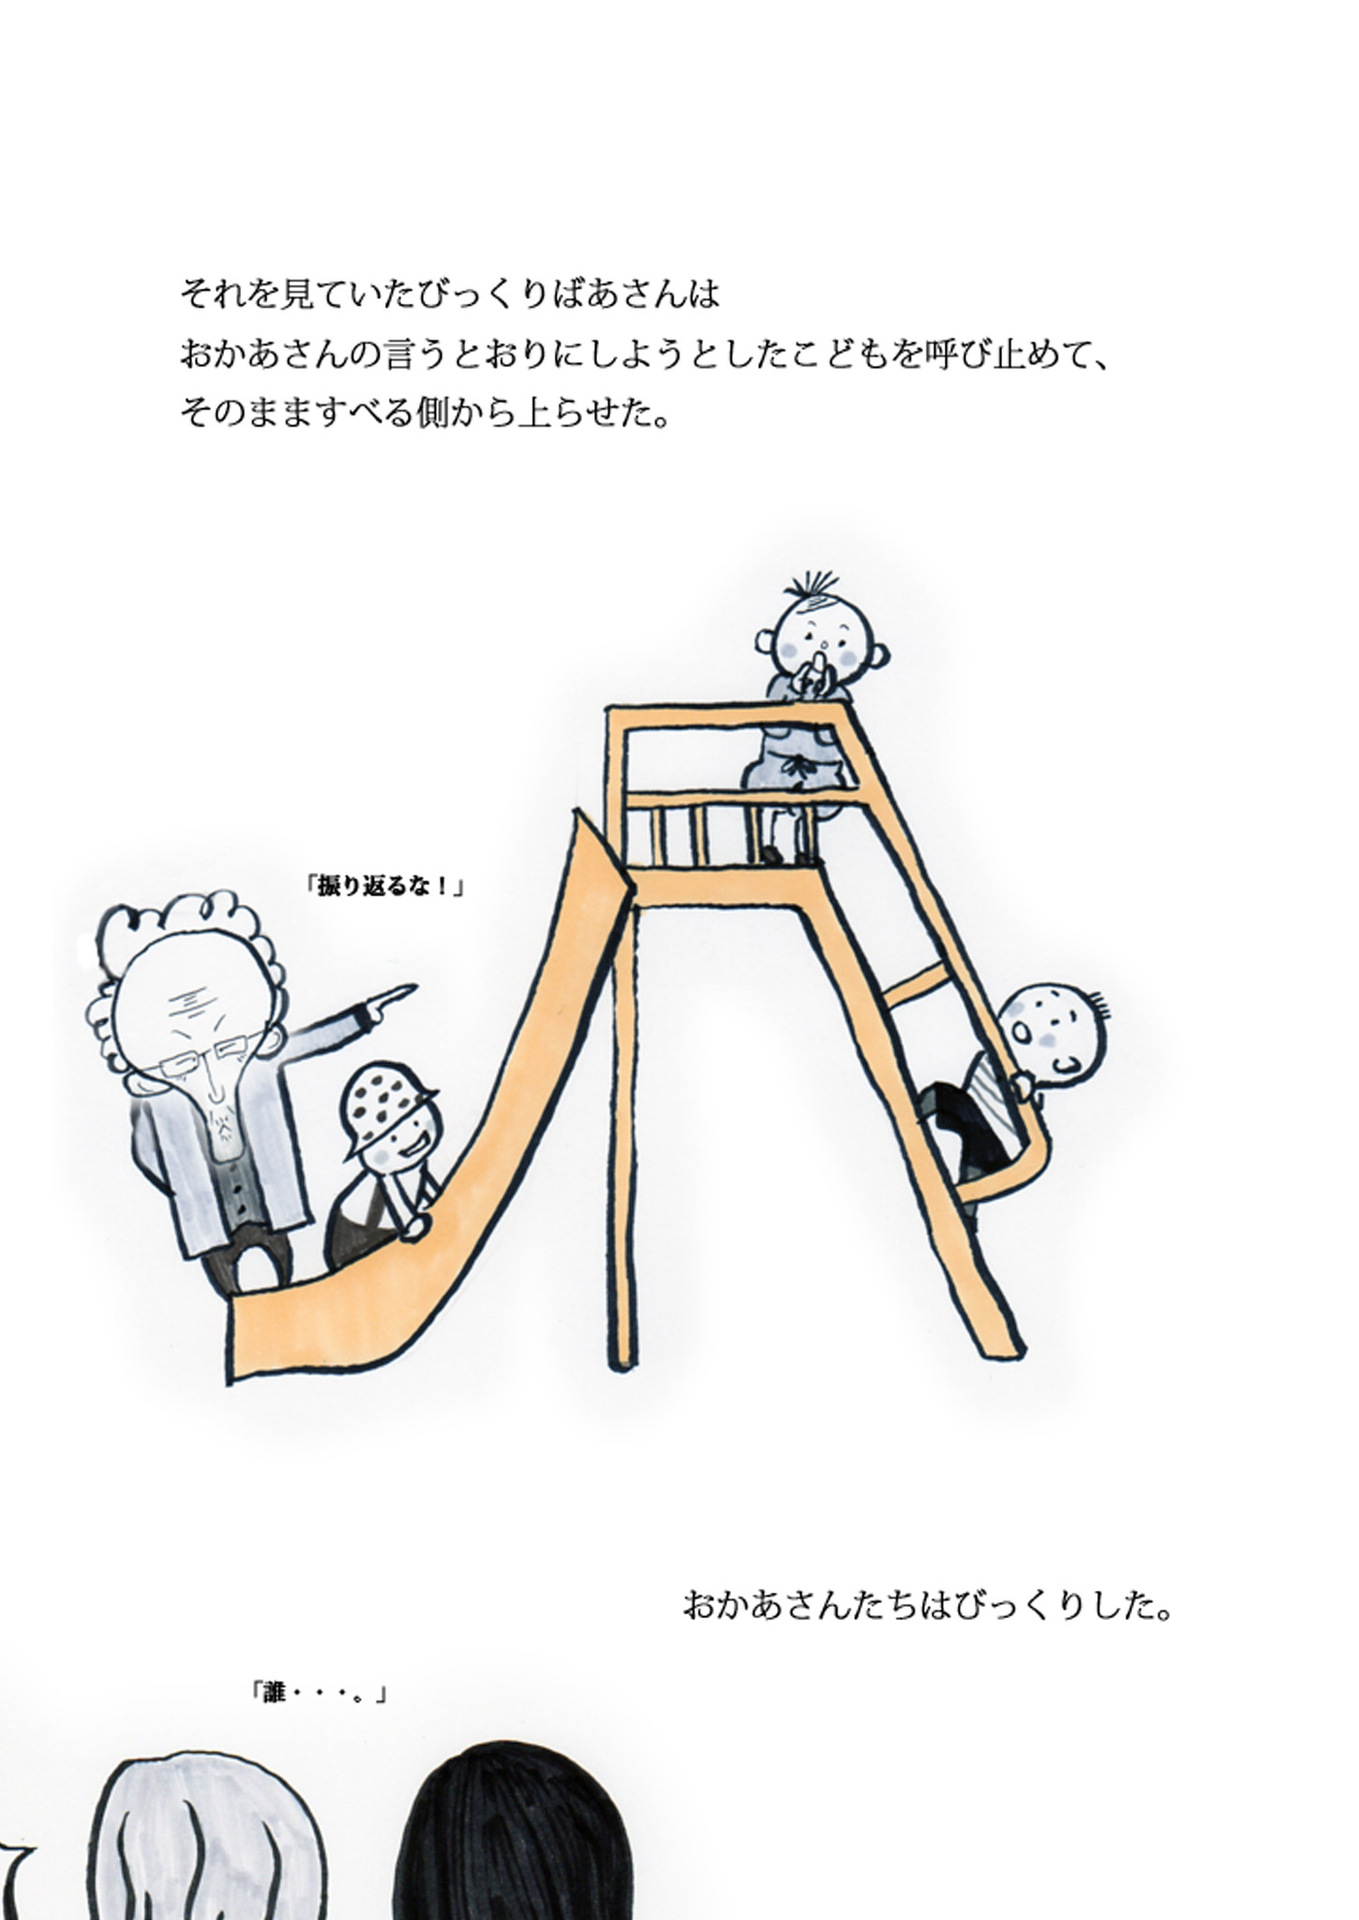 それを見ていたびっくりばあさんは
おかあさんの言うとおりにしようとしたこどもを呼び止めて、
そのまますべる側から上らせた。
「振り返るな！」
おかあさんたちはびっくりした。
「誰・・・。」